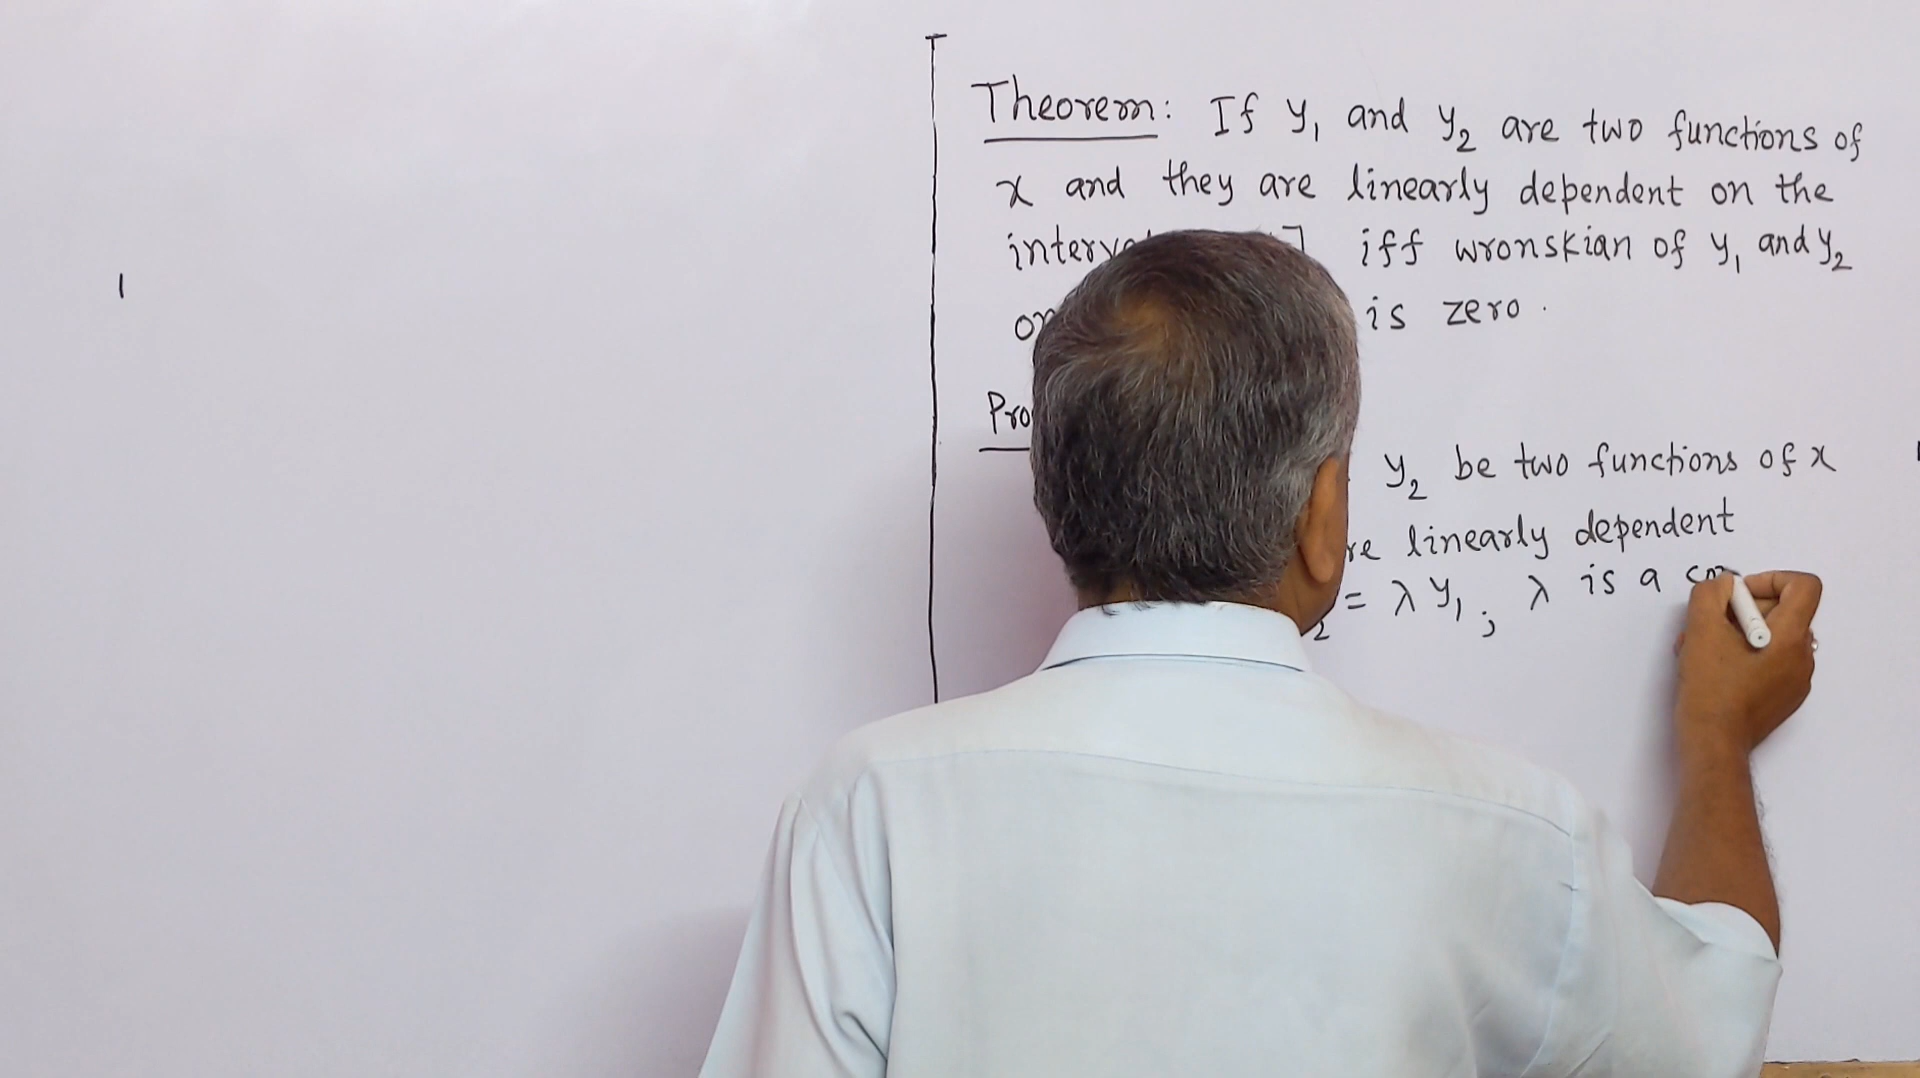 Theorem: If y₁ and y₂ are two functions of
x and they are linearly dependent on the
iff wronskian of y₁ and y₂
is zero.
y₂ be two functions of x
linearly dependent
₂ = λ y₁ ; λ is a